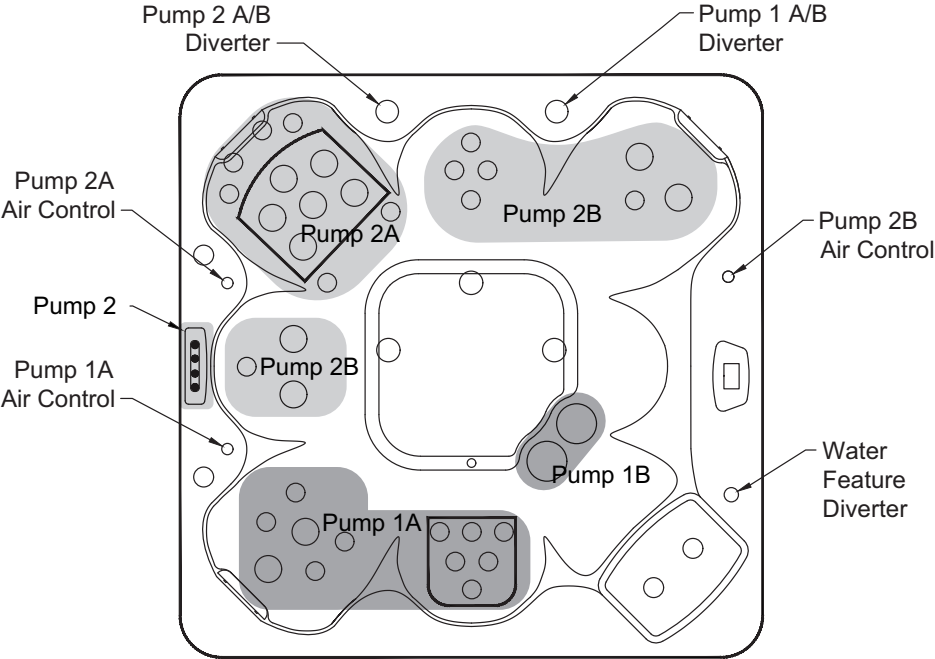 Pump 2 A/B
Diverter
Pump 1 A/B
Diverter
Pump 2A
Air Control
Pump 2A
Pump 2B
Pump 2B
Air Control
Pump 2
Pump 2B
Pump 1A
Air Control
Pump 1B
Water
Feature
Diverter
Pump 1A